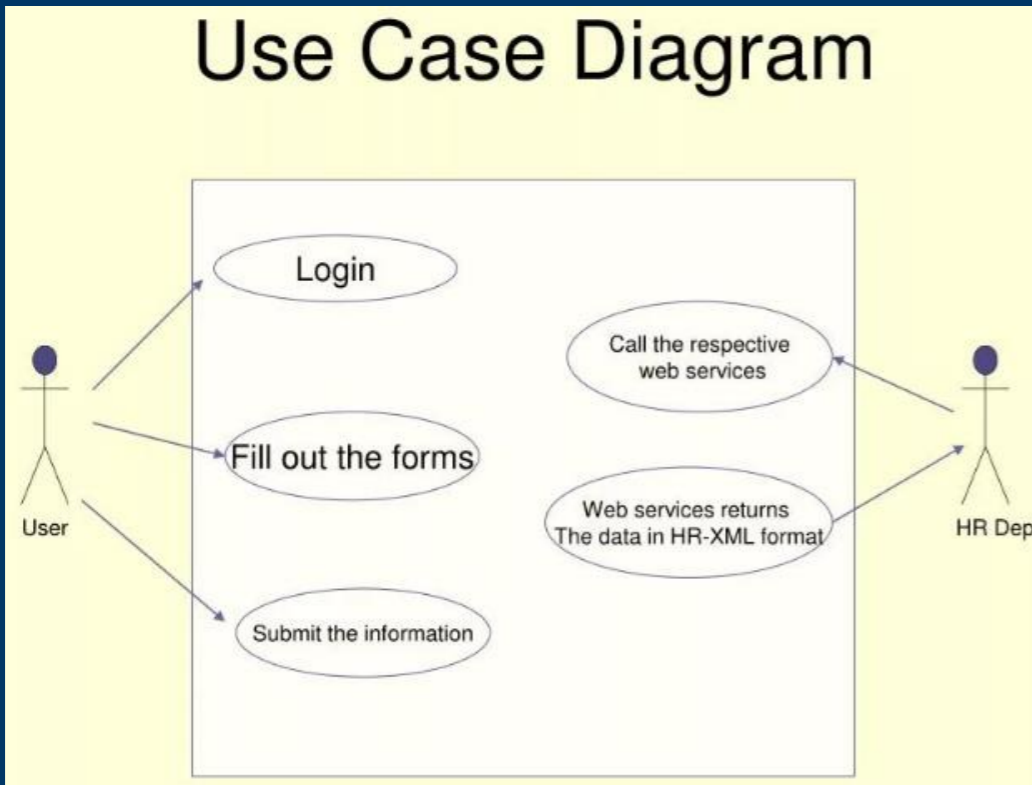 Use Case Diagram
Login
Call the respective
web services
Fill out the forms
Web services returns
The data in HR-XML format
User
HR Dep
Submit the information